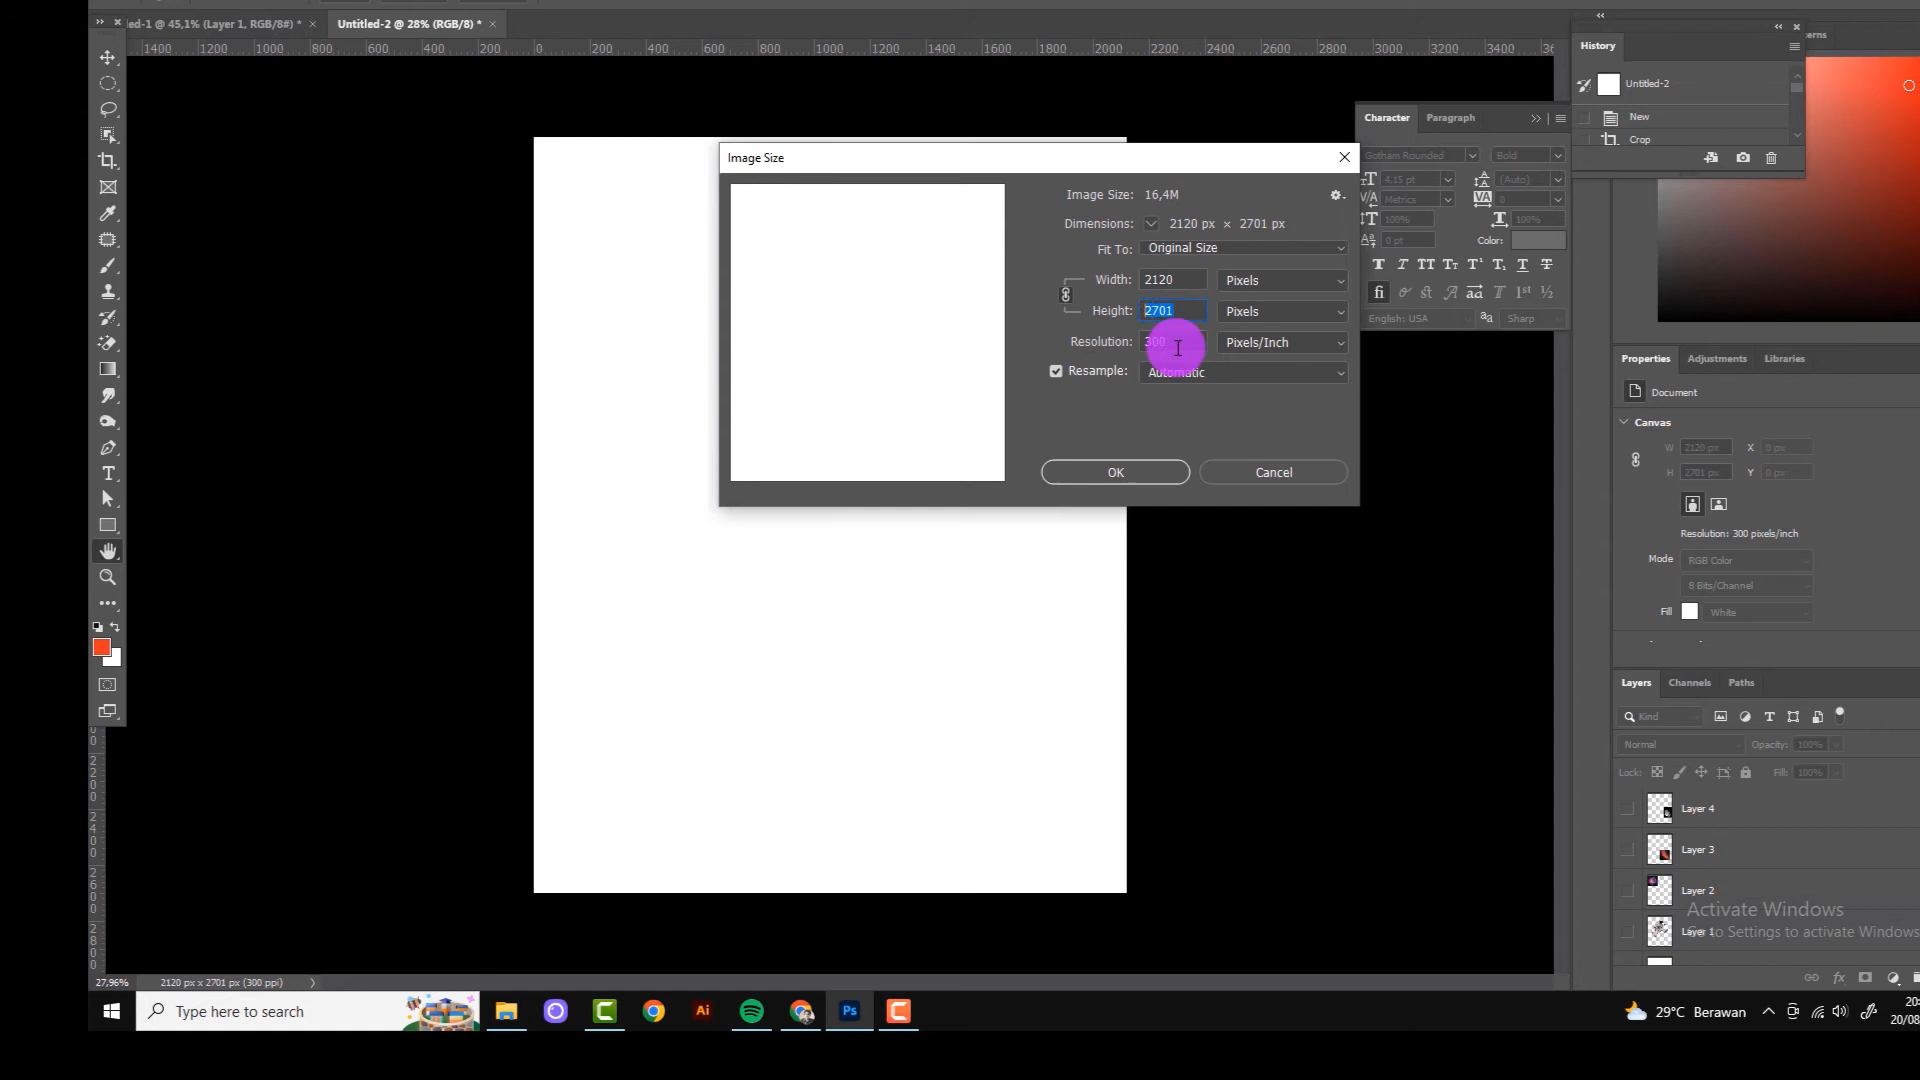 ed-1 @ 45,1% (Layer 1, RGB/8#) *
Untitled-2 @ 28% (RGB/8) *
1400 1200 1000 800 600 400 200 0 200 400 600 800 1000 1200 1400 1600 1800 2000 2200 2400 2600 2800 3000 3200 3400
History
Untitled-2
New
Crop
Character Paragraph
Gotham Rounded Bold
4,15 pt (Auto)
Metrics 0
100% 100%
0 pt Color:
English: USA Sharp
Image Size
Image Size: 16,4M
Dimensions: 2120 px × 2701 px
Fit To: Original Size
Width: 2120 Pixels
Height: 2701 Pixels
Resolution: 300 Pixels/Inch
Resample: Automatic
OK Cancel
Properties Adjustments Libraries
Document
Canvas
W 2120 px X 0 px
H 2701 px Y 0 px
Resolution: 300 pixels/inch
Mode RGB Color
8 Bits/Channel
Fill White
Layers Channels Paths
Kind
Normal Opacity: 100%
Lock: Fill: 100%
Layer 4
Layer 3
Layer 2
Layer 1
Activate Windows
Go to Settings to activate Windows
27,96% 2120 px x 2701 px (300 ppi)
Type here to search
Ai
Ps
29°C Berawan
20/08